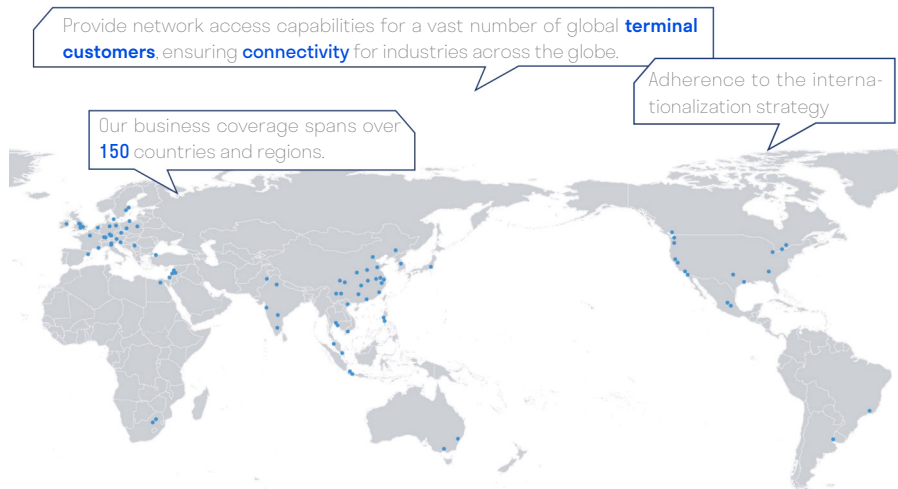 Provide network access capabilities for a vast number of global terminal
customers, ensuring connectivity for industries across the globe.
Adherence to the interna-
tionalization strategy
Our business coverage spans over
150 countries and regions.